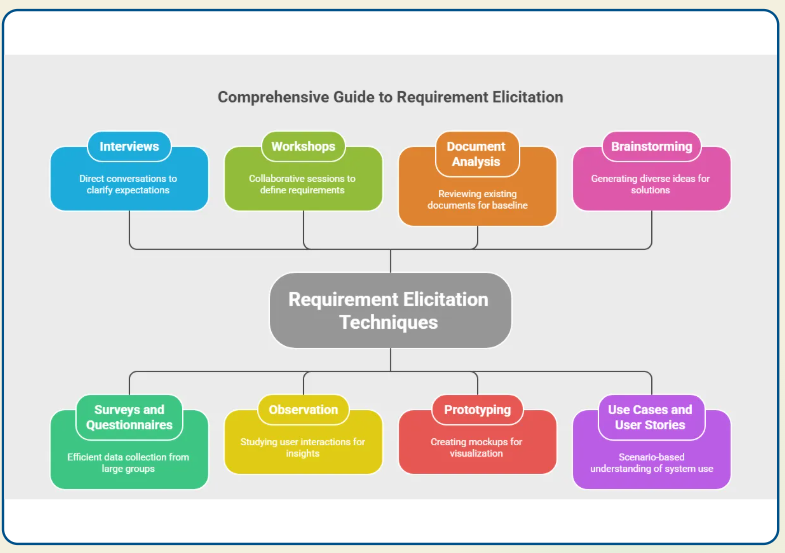 Comprehensive Guide to Requirement Elicitation
Interviews
Direct conversations to
clarify expectations
Workshops
Collaborative sessions to
define requirements
Document
Analysis
Reviewing existing
documents for baseline
Brainstorming
Generating diverse ideas for
solutions
Requirement Elicitation
Techniques
Surveys and
Questionnaires
Efficient data collection from
large groups
Observation
Studying user interactions for
insights
Prototyping
Creating mockups for
visualization
Use Cases and
User Stories
Scenario-based
understanding of system use